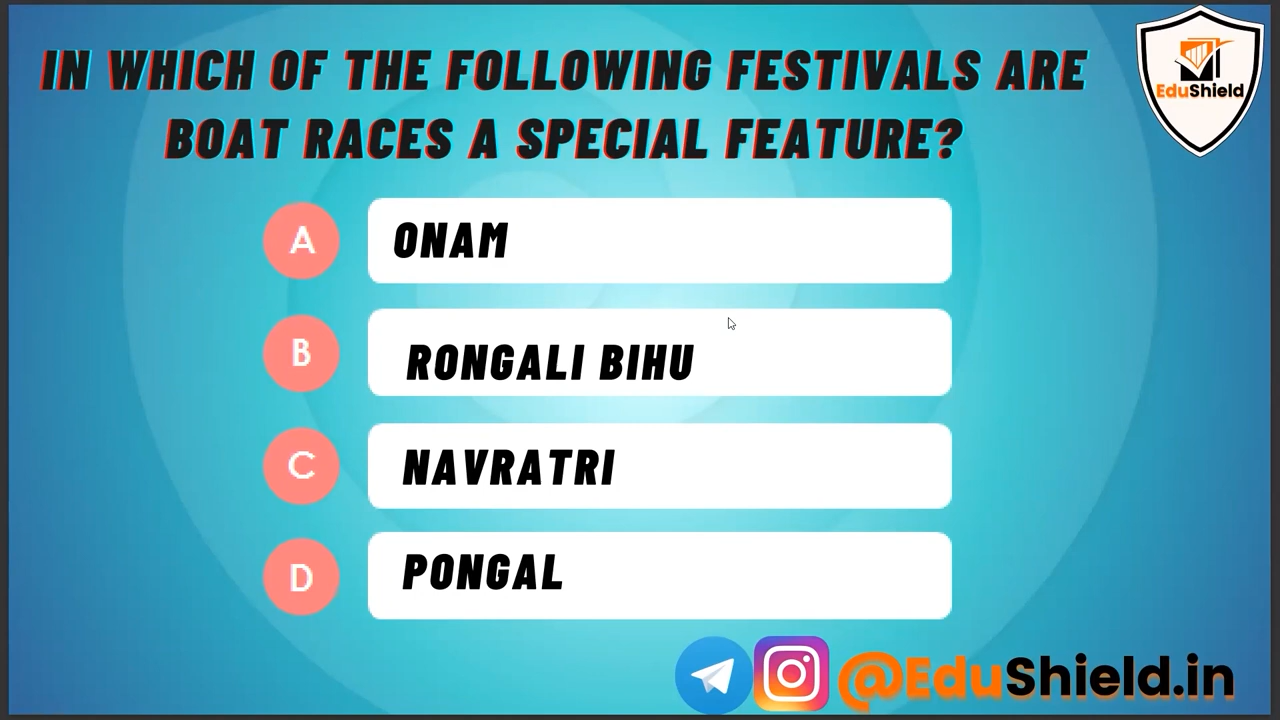 IN WHICH OF THE FOLLOWING FESTIVALS ARE
BOAT RACES A SPECIAL FEATURE?
EduShield
A ONAM
B RONGALI BIHU
C NAVRATRI
D PONGAL
@EduShield.in